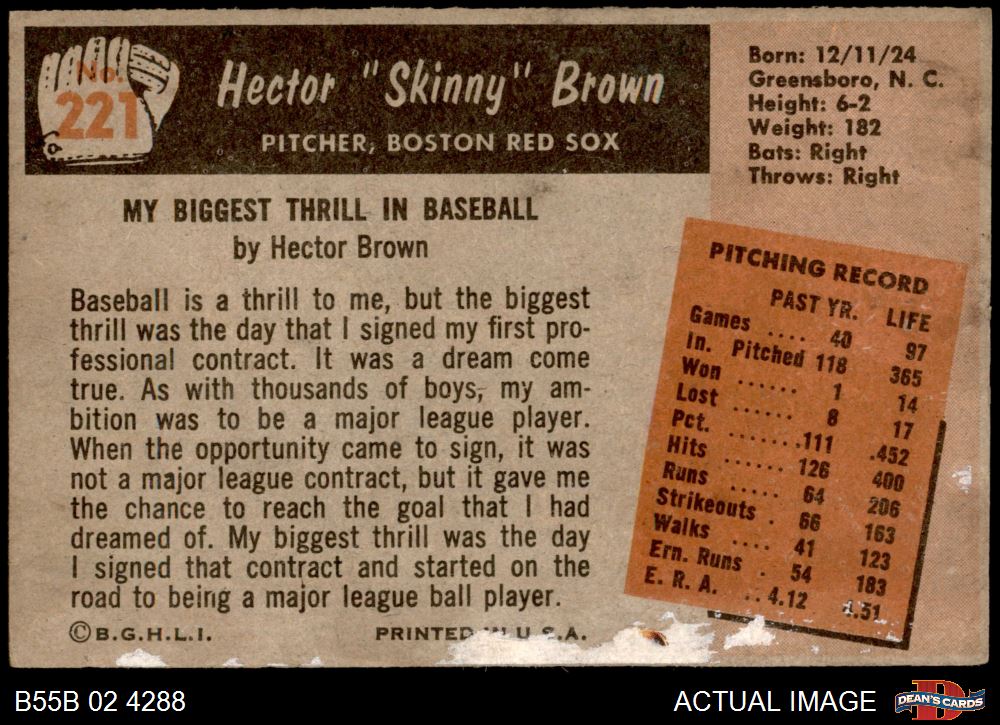 No.
221
Hector "Skinny" Brown
PITCHER, BOSTON RED SOX
Born: 12/11/24
Greensboro, N. C.
Height: 6-2
Weight: 182
Bats: Right
Throws: Right
MY BIGGEST THRILL IN BASEBALL
by Hector Brown
Baseball is a thrill to me, but the biggest
thrill was the day that I signed my first pro-
fessional contract. It was a dream come
true. As with thousands of boys, my am-
bition was to be a major league player.
When the opportunity came to sign, it was
not a major league contract, but it gave me
the chance to reach the goal that I had
dreamed of. My biggest thrill was the day
I signed that contract and started on the
road to being a major league ball player.
©B.G.H.L.I. PRINTED IN U.S.A.
PITCHING RECORD
PAST YR. LIFE
Games .... 40 97
In. Pitched 118 365
Won ...... 1 14
Lost ...... 8 17
Pct. ....... .111 .452
Hits ...... 126 400
Runs ..... 64 206
Strikeouts . 66 163
Walks .... 41 123
Ern. Runs . 54 183
E. R. A. .. 4.12 4.51
B55B 02 4288
ACTUAL IMAGE
D
DEAN'S CARDS